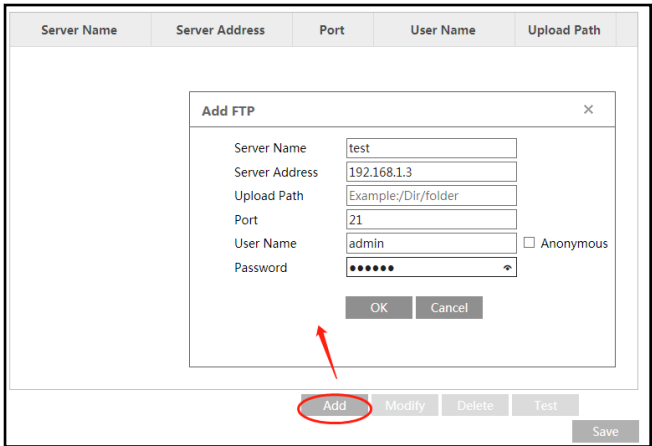 Server Name Server Address Port User Name Upload Path
Add FTP ×
Server Name test
Server Address 192.168.1.3
Upload Path Example:/Dir/folder
Port 21
User Name admin Anonymous
Password ●●●●●●
OK Cancel
Add Modify Delete Test
Save